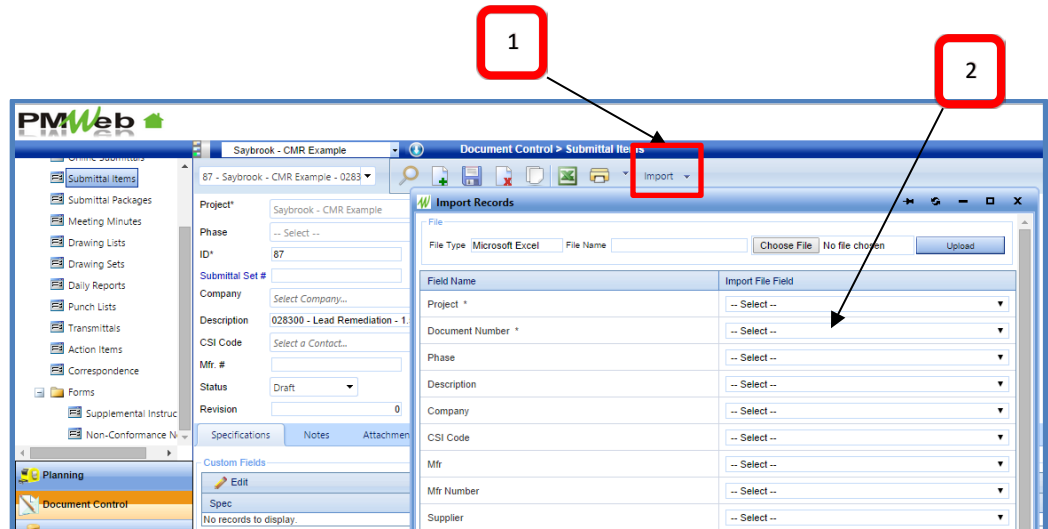 1
2
PMWeb
Online Submittals
Submittal Items
Submittal Packages
Meeting Minutes
Drawing Lists
Drawing Sets
Daily Reports
Punch Lists
Transmittals
Action Items
Correspondence
Forms
Supplemental Instruc
Non-Conformance N
Planning
Document Control
Saybrook - CMR Example
Document Control > Submittal Items
87 - Saybrook - CMR Example - 0283
Import
Project* Saybrook - CMR Example
Phase -- Select --
ID* 87
Submittal Set #
Company Select Company...
Description 028300 - Lead Remediation - 1.
CSI Code Select a Contact...
Mfr. #
Status Draft
Revision 0
Specifications Notes Attachmen
Custom Fields
Edit
Spec
No records to display.
Import Records
File
File Type Microsoft Excel File Name Choose File No file chosen Upload
Field Name Import File Field
Project * -- Select --
Document Number * -- Select --
Phase -- Select --
Description -- Select --
Company -- Select --
CSI Code -- Select --
Mfr -- Select --
Mfr Number -- Select --
Supplier -- Select --